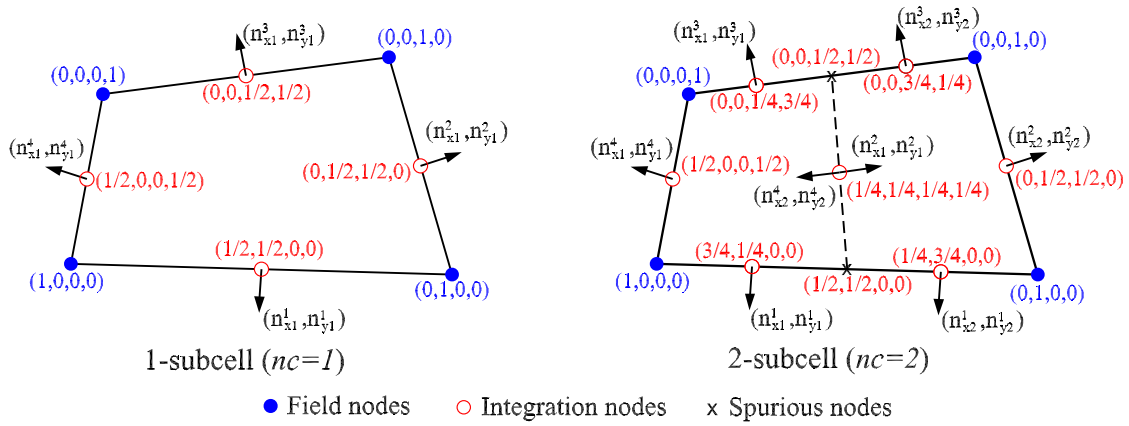 (n³x1,n³y1)
(0,0,1,0)
(0,0,0,1)
(0,0,1/2,1/2)
(n⁴x1,n⁴y1)
(1/2,0,0,1/2)
(n²x1,n²y1)
(0,1/2,1/2,0)
(1/2,1/2,0,0)
(1,0,0,0)
(0,1,0,0)
(n¹x1,n¹y1)
1-subcell (nc=1)
(n³x1,n³y1)
(n³x2,n³y2)
(0,0,1/2,1/2)
(0,0,1,0)
(0,0,0,1)
(0,0,1/4,3/4)
(0,0,3/4,1/4)
(n⁴x1,n⁴y1)
(1/2,0,0,1/2)
(n²x1,n²y1)
(n²x2,n²y2)
(n⁴x2,n⁴y2)
(1/4,1/4,1/4,1/4)
(0,1/2,1/2,0)
(3/4,1/4,0,0)
(1/4,3/4,0,0)
(1,0,0,0)
(1/2,1/2,0,0)
(0,1,0,0)
(n¹x1,n¹y1)
(n¹x2,n¹y2)
2-subcell (nc=2)
Field nodes
Integration nodes
x Spurious nodes